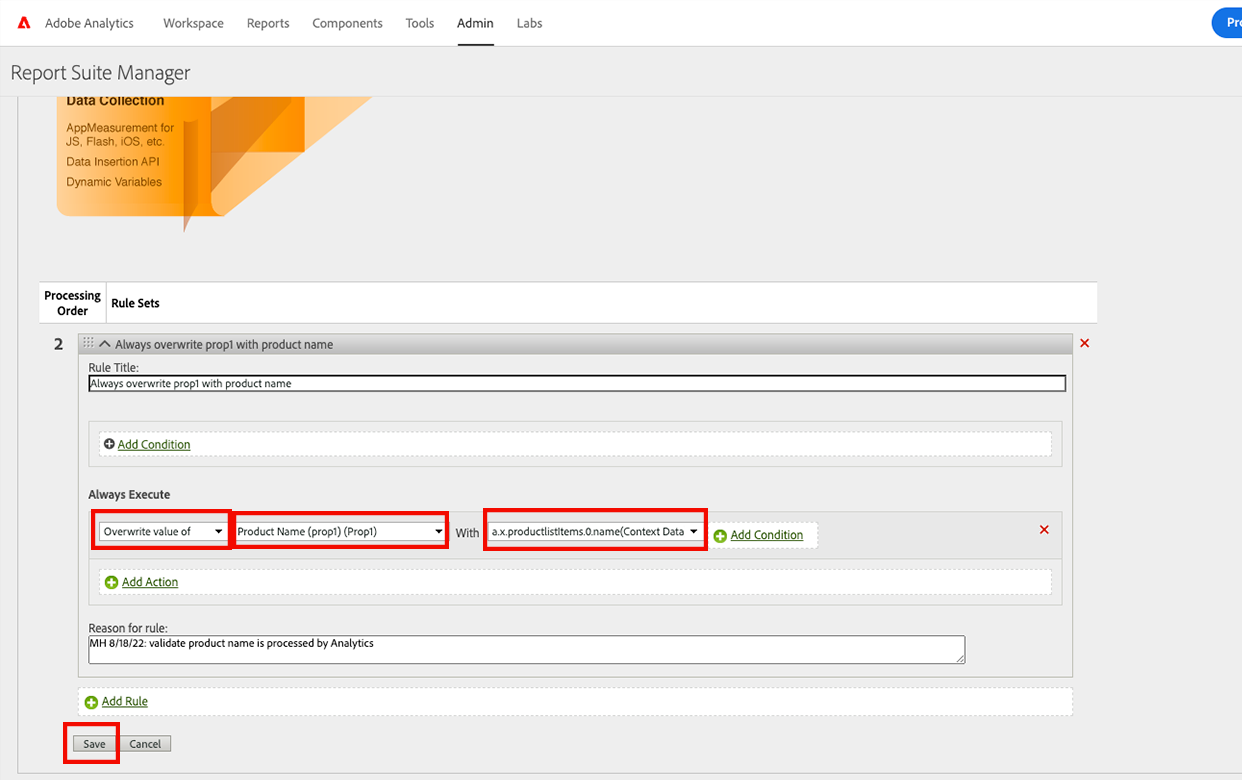 Adobe Analytics Workspace Reports Components Tools Admin Labs
Report Suite Manager
Data Collection
AppMeasurement for
JS, Flash, iOS, etc.
Data Insertion API
Dynamic Variables
Processing
Order
Rule Sets
2
Always overwrite prop1 with product name
Rule Title:
Always overwrite prop1 with product name
Add Condition
Always Execute
Overwrite value of Product Name (prop1) (Prop1) With a.x.productlistItems.0.name(Context Data Add Condition
Add Action
Reason for rule:
MH 8/18/22: validate product name is processed by Analytics
Add Rule
Save Cancel